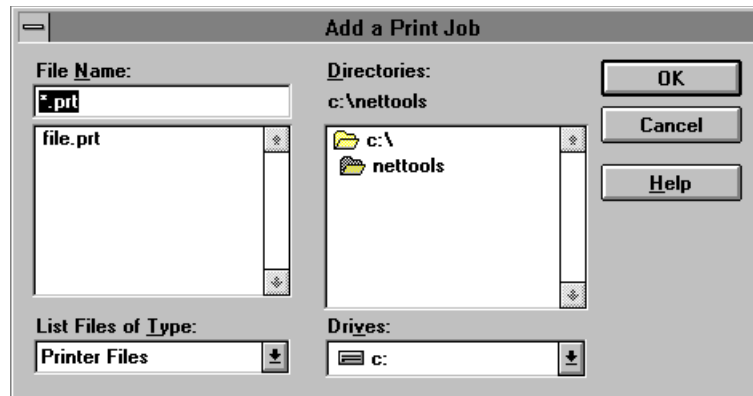 Add a Print Job
File Name:
*.prt
file.prt
List Files of Type:
Printer Files
Directories:
c:\nettools
c:\
nettools
Drives:
c:
OK
Cancel
Help